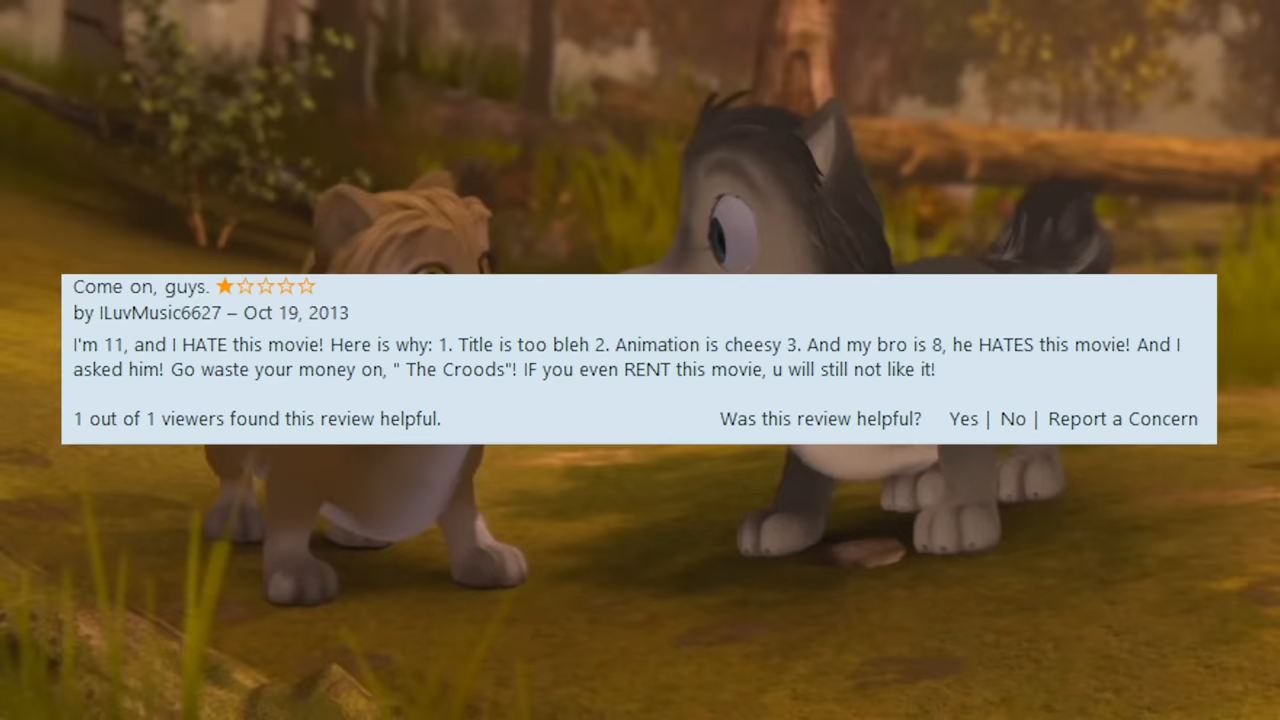 Come on, guys. ★☆☆☆☆
by ILuvMusic6627 – Oct 19, 2013
I'm 11, and I HATE this movie! Here is why: 1. Title is too bleh 2. Animation is cheesy 3. And my bro is 8, he HATES this movie! And I
asked him! Go waste your money on, " The Croods"! IF you even RENT this movie, u will still not like it!
1 out of 1 viewers found this review helpful. Was this review helpful? Yes | No | Report a Concern